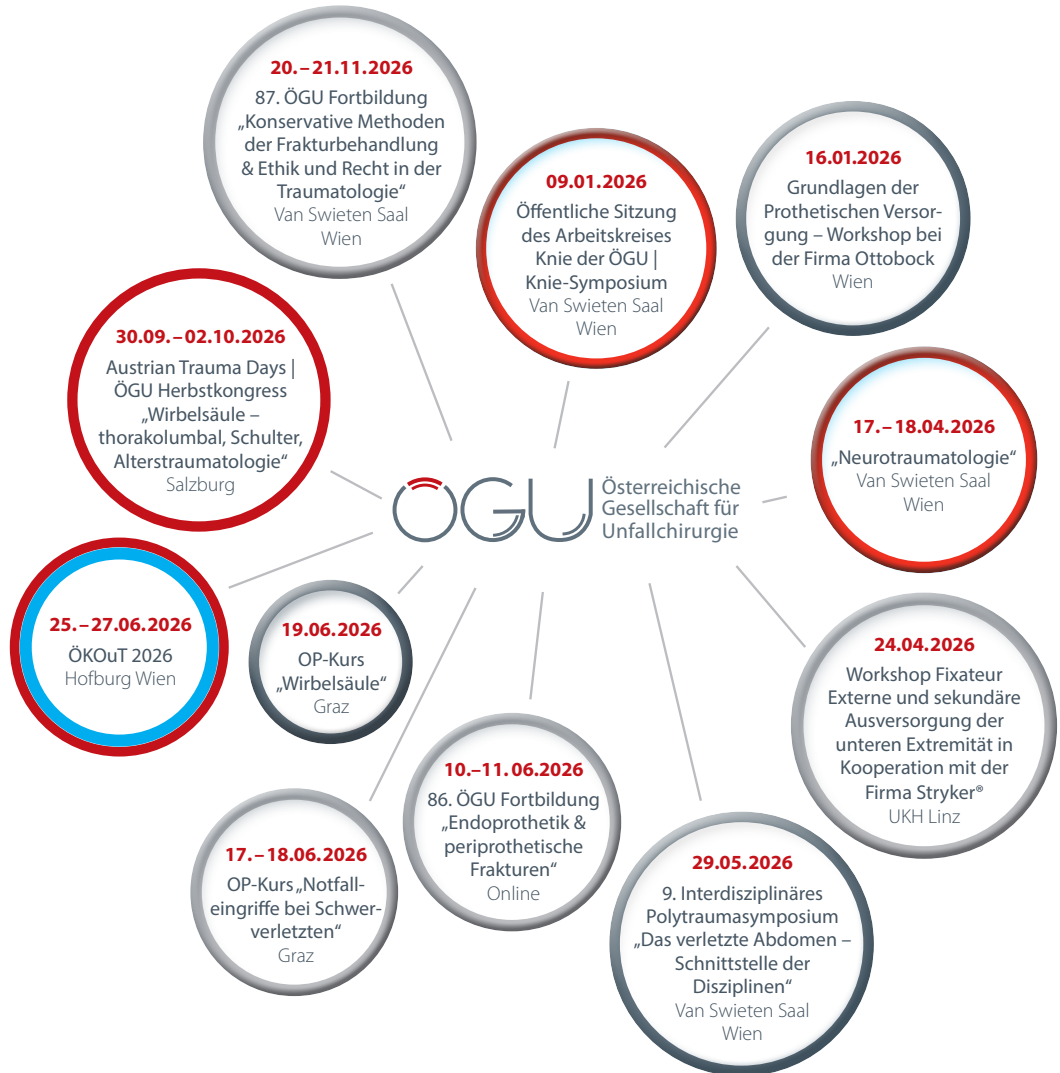 20.–21.11.2026
87. ÖGU Fortbildung
„Konservative Methoden
der Frakturbehandlung
& Ethik und Recht in der
Traumatologie“
Van Swieten Saal
Wien
09.01.2026
Öffentliche Sitzung
des Arbeitskreises
Knie der ÖGU |
Knie-Symposium
Van Swieten Saal
Wien
16.01.2026
Grundlagen der
Prothetischen Versor-
gung – Workshop bei
der Firma Ottobock
Wien
30.09.–02.10.2026
Austrian Trauma Days |
ÖGU Herbstkongress
„Wirbelsäule –
thorakolumbal, Schulter,
Alterstraumatologie“
Salzburg
17.–18.04.2026
„Neurotraumatologie“
Van Swieten Saal
Wien
ÖGU
Österreichische
Gesellschaft für
Unfallchirurgie
25.–27.06.2026
ÖKOuT 2026
Hofburg Wien
19.06.2026
OP-Kurs
„Wirbelsäule“
Graz
24.04.2026
Workshop Fixateur
Externe und sekundäre
Ausversorgung der
unteren Extremität in
Kooperation mit der
Firma Stryker®
UKH Linz
17.–18.06.2026
OP-Kurs „Notfall-
eingriffe bei Schwer-
verletzten“
Graz
10.–11.06.2026
86. ÖGU Fortbildung
„Endoprothetik &
periprothetische
Frakturen“
Online
29.05.2026
9. Interdisziplinäres
Polytraumasymposium
„Das verletzte Abdomen –
Schnittstelle der
Disziplinen“
Van Swieten Saal
Wien